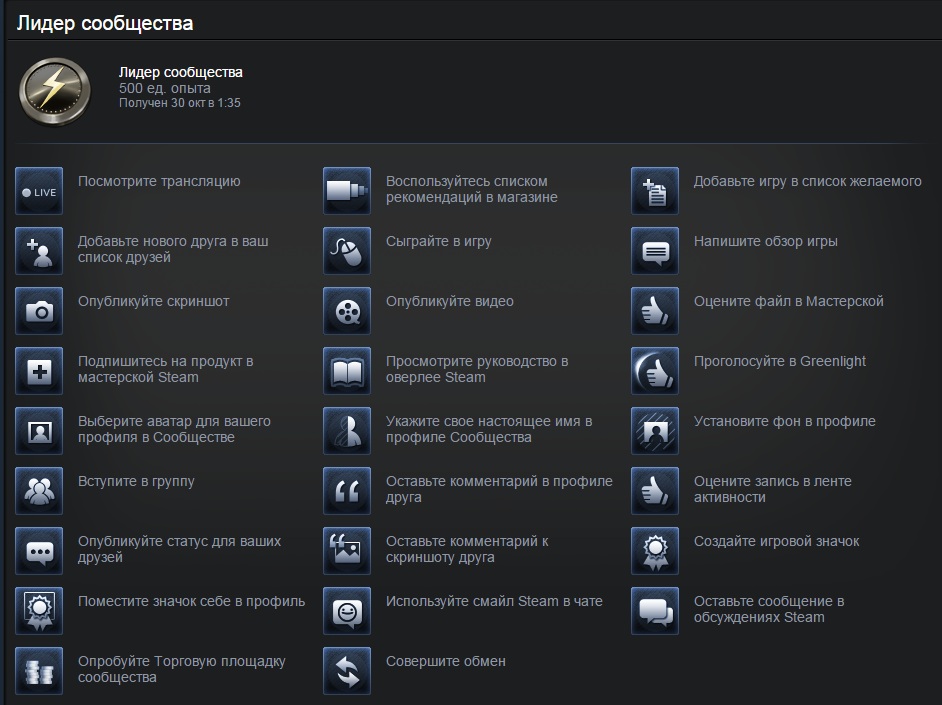 Лидер сообщества
Лидер сообщества
500 ед. опыта
Получен 30 окт в 1:35
LIVE
Посмотрите трансляцию
Воспользуйтесь списком
рекомендаций в магазине
Добавьте игру в список желаемого
Добавьте нового друга в ваш
список друзей
Сыграйте в игру
Напишите обзор игры
Опубликуйте скриншот
Опубликуйте видео
Оцените файл в Мастерской
Подпишитесь на продукт в
мастерской Steam
Просмотрите руководство в
оверлее Steam
Проголосуйте в Greenlight
Выберите аватар для вашего
профиля в Сообществе
Укажите свое настоящее имя в
профиле Сообщества
Установите фон в профиле
Вступите в группу
Оставьте комментарий в профиле
друга
Оцените запись в ленте
активности
Опубликуйте статус для ваших
друзей
Оставьте комментарий к
скриншоту друга
Создайте игровой значок
Поместите значок себе в профиль
Используйте смайл Steam в чате
Оставьте сообщение в
обсуждениях Steam
Опробуйте Торговую площадку
сообщества
Совершите обмен